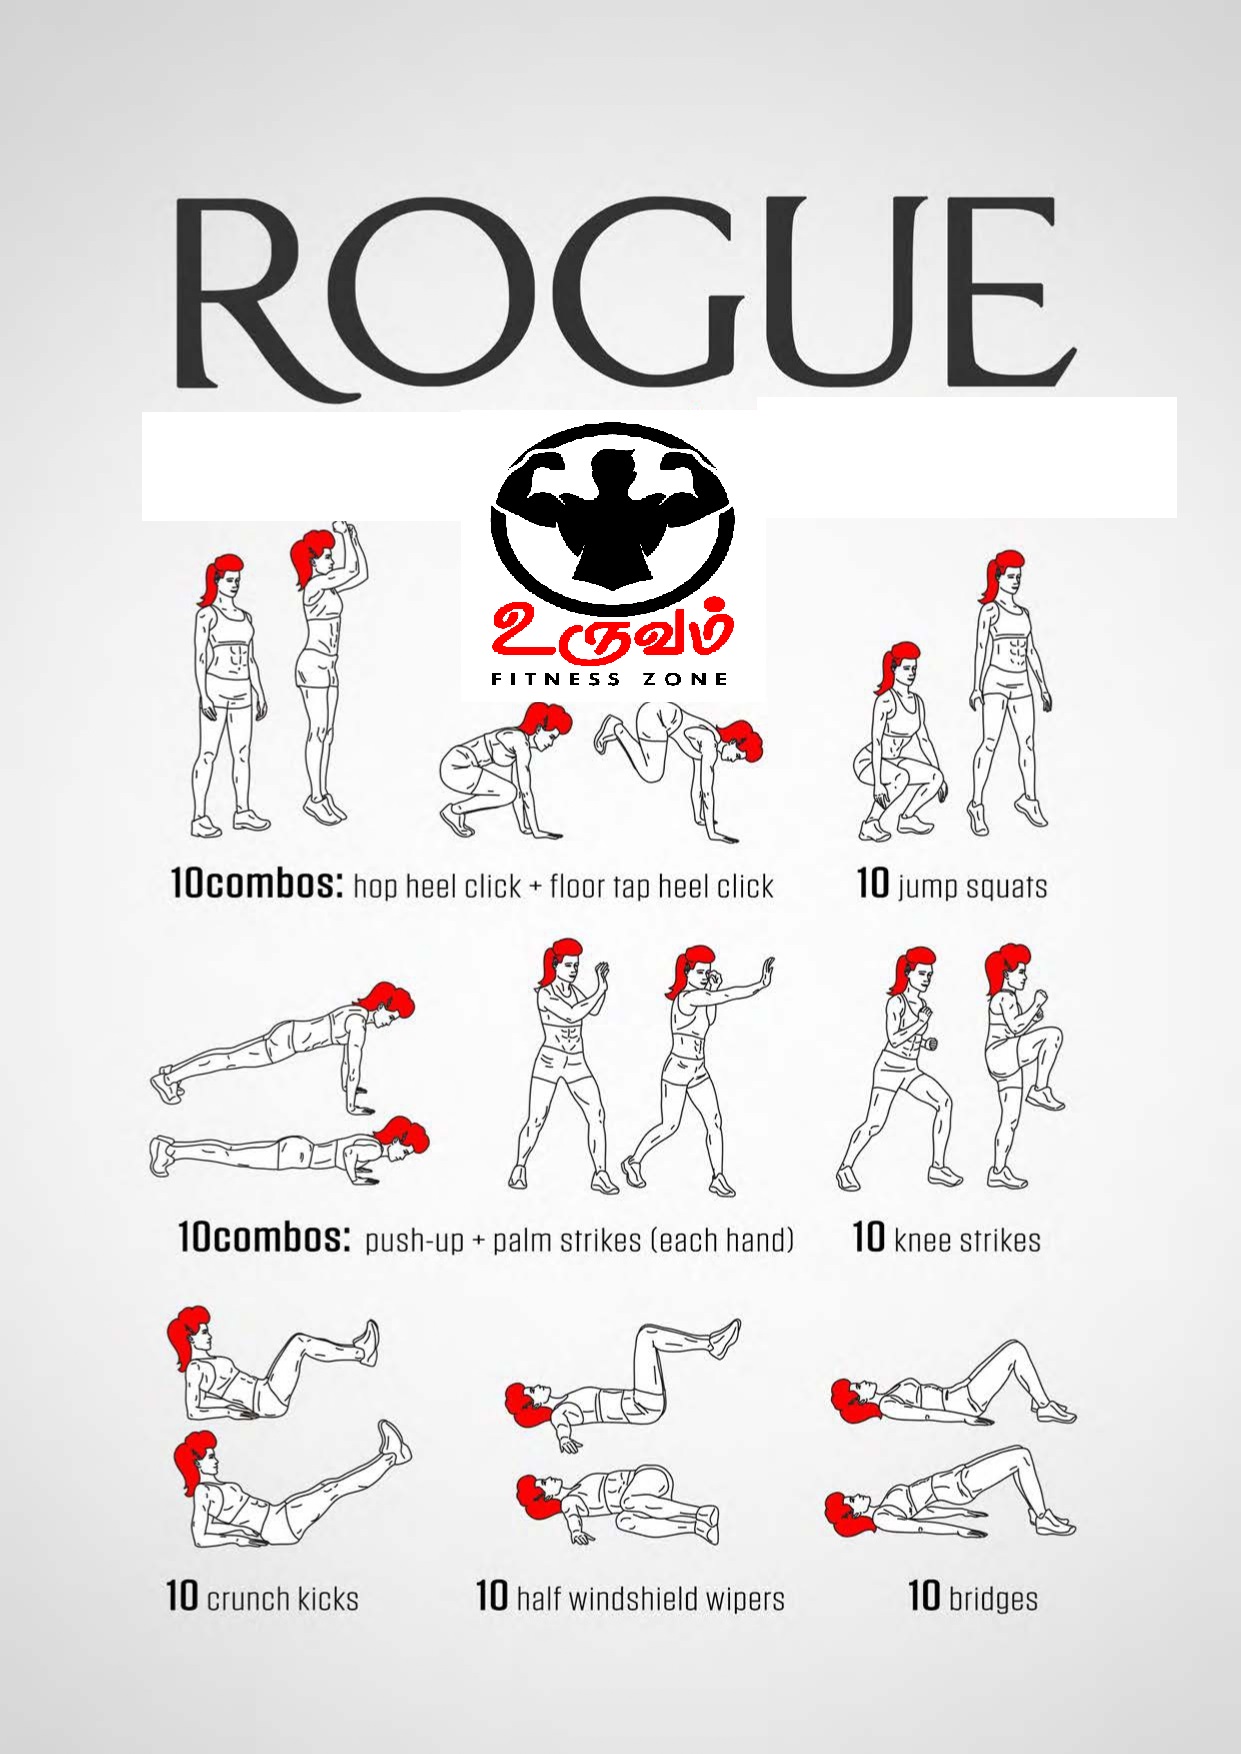 ROGUE
உருவம்
FITNESS ZONE
10combos: hop heel click + floor tap heel click
10 jump squats
10combos: push-up + palm strikes (each hand)
10 knee strikes
10 crunch kicks
10 half windshield wipers
10 bridges